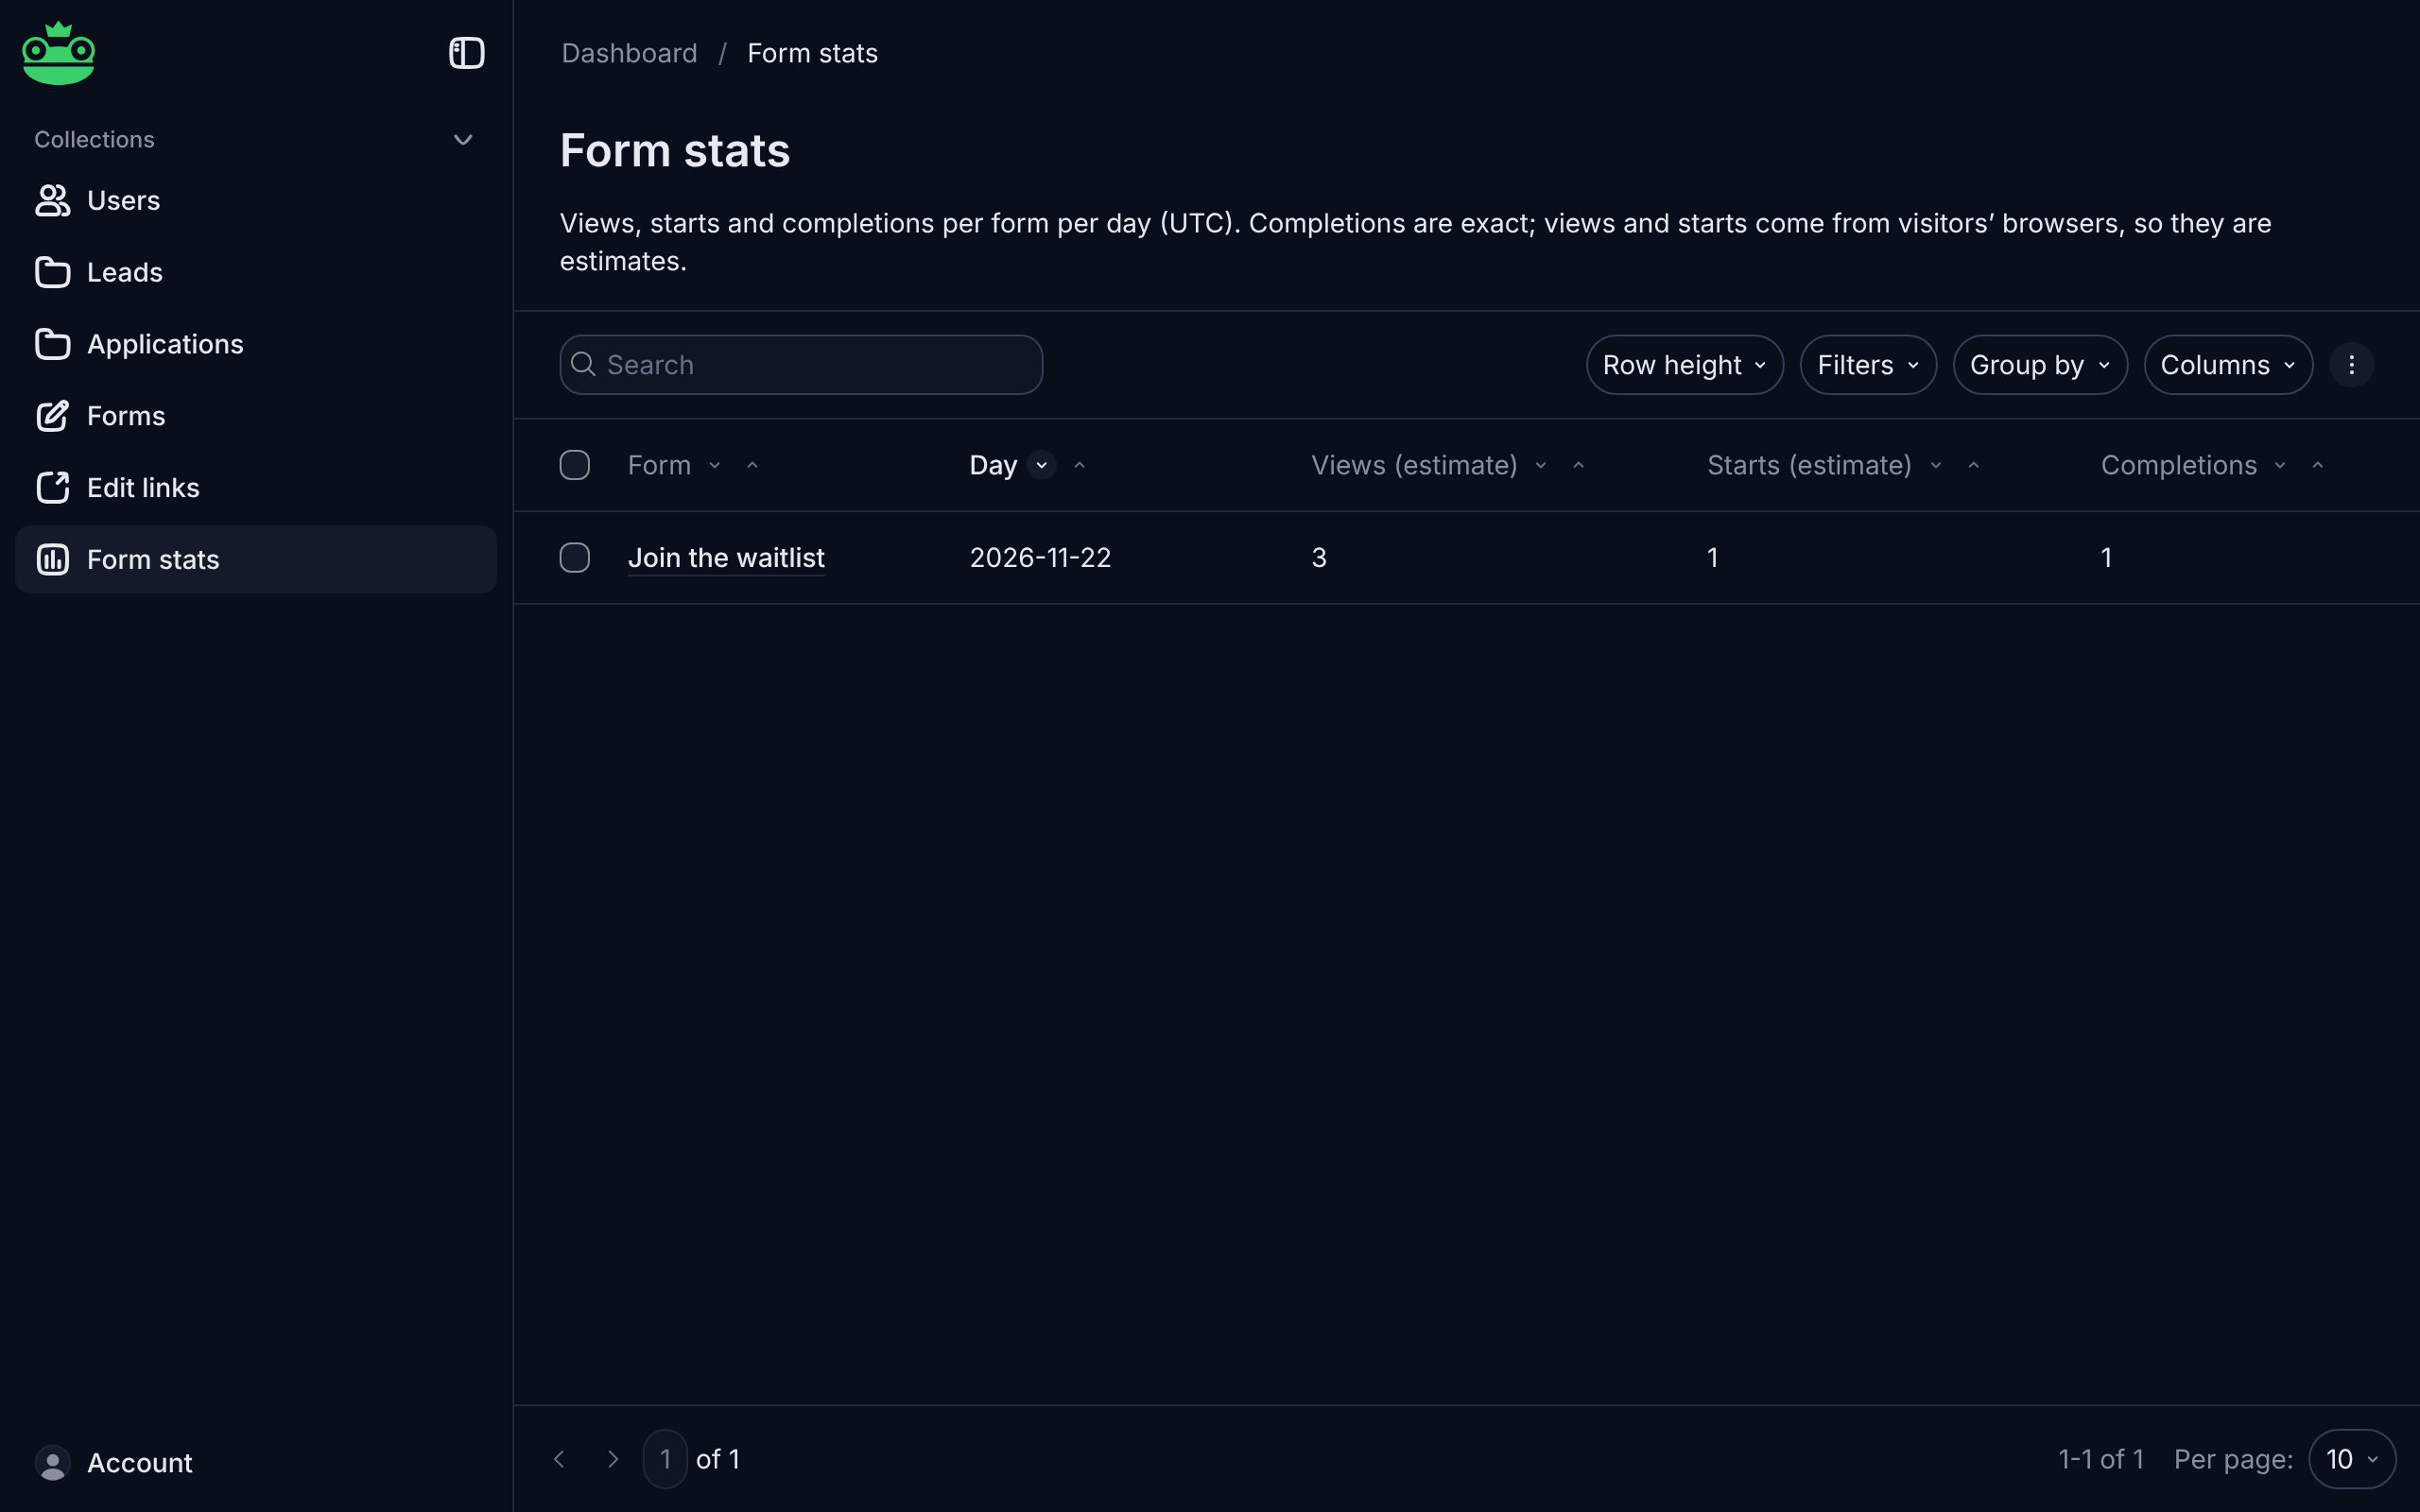 Dashboard / Form stats
Collections
Users
Leads
Applications
Forms
Edit links
Form stats
Account
Form stats
Views, starts and completions per form per day (UTC). Completions are exact; views and starts come from visitors’ browsers, so they are
estimates.
Search
Row height Filters Group by Columns
Form Day Views (estimate) Starts (estimate) Completions
Join the waitlist 2026-11-22 3 1 1
1 of 1
1-1 of 1 Per page: 10